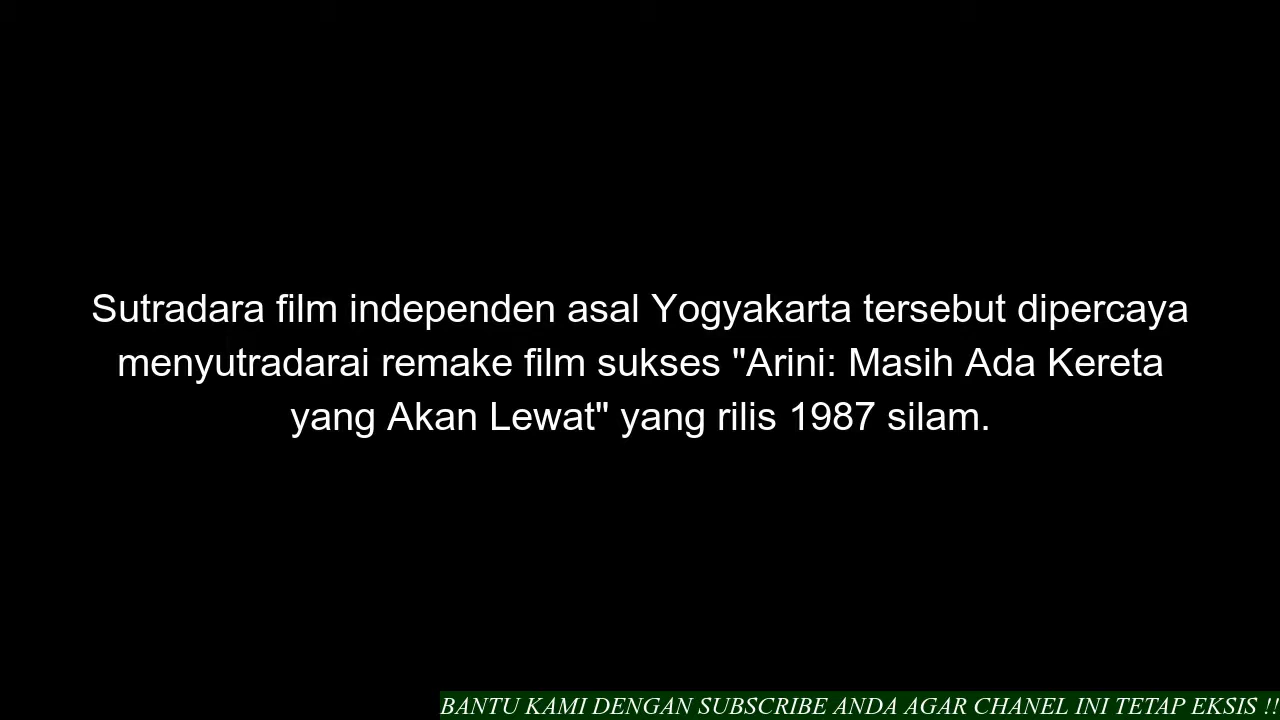 Sutradara film independen asal Yogyakarta tersebut dipercaya
menyutradarai remake film sukses "Arini: Masih Ada Kereta
yang Akan Lewat" yang rilis 1987 silam.
BANTU KAMI DENGAN SUBSCRIBE ANDA AGAR CHANEL INI TETAP EKSIS !!